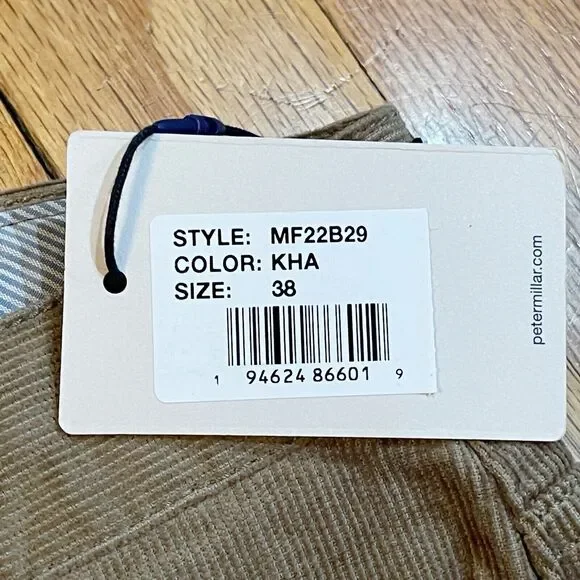 STYLE: MF22B29
COLOR: KHA
SIZE: 38
1 94624 86601 9
petermillar.com